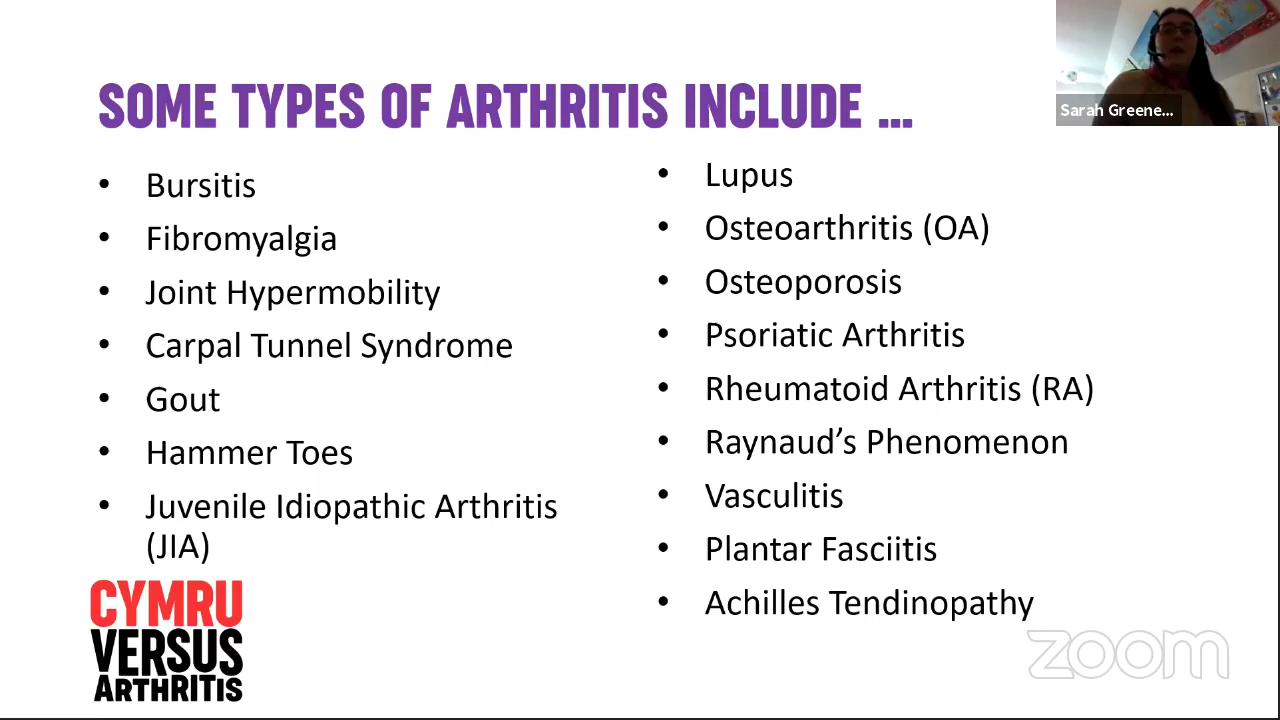 SOME TYPES OF ARTHRITIS INCLUDE ...
• Bursitis
• Fibromyalgia
• Joint Hypermobility
• Carpal Tunnel Syndrome
• Gout
• Hammer Toes
• Juvenile Idiopathic Arthritis
(JIA)
• Lupus
• Osteoarthritis (OA)
• Osteoporosis
• Psoriatic Arthritis
• Rheumatoid Arthritis (RA)
• Raynaud’s Phenomenon
• Vasculitis
• Plantar Fasciitis
• Achilles Tendinopathy
CYMRU
VERSUS
ARTHRITIS
Sarah Greene...
zoom